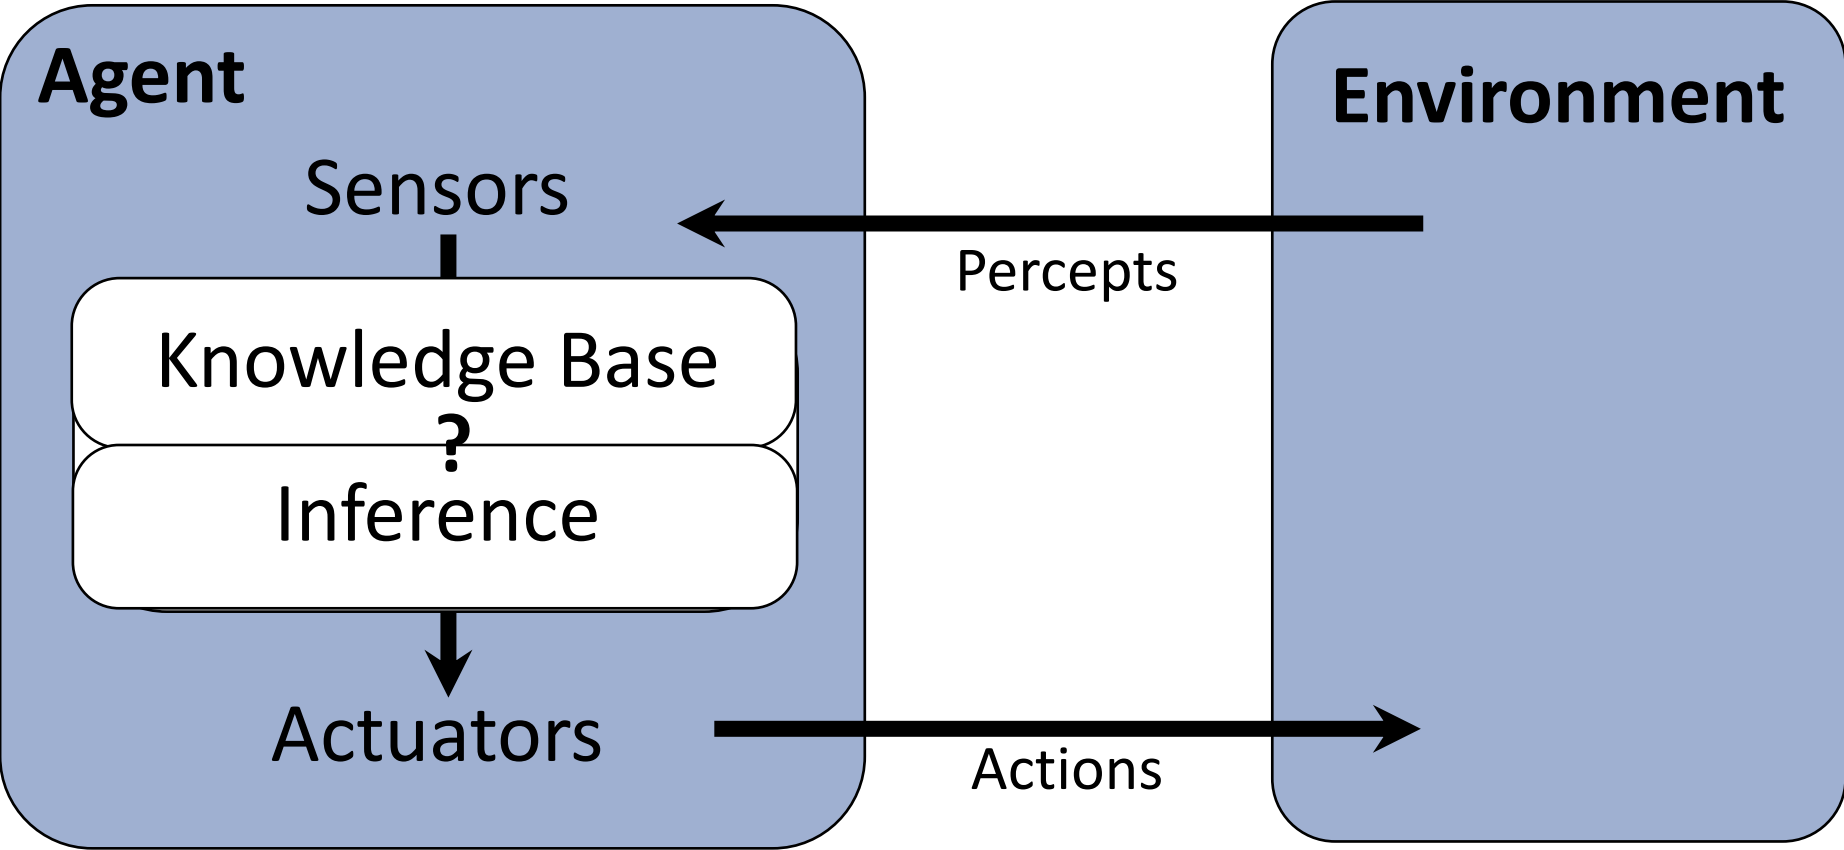 Agent
Environment
Sensors
Percepts
Knowledge Base
?
Inference
Actuators
Actions